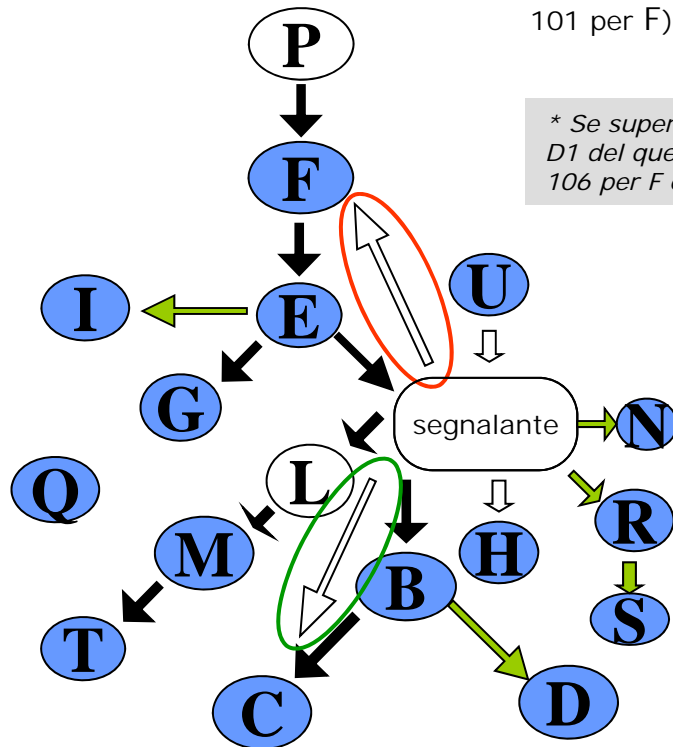 101 per F)
P
* Se super
D1 del que
106 per F
F
U
I
E
G
segnalante
N
L
Q
R
M
H
B
S
T
D
C